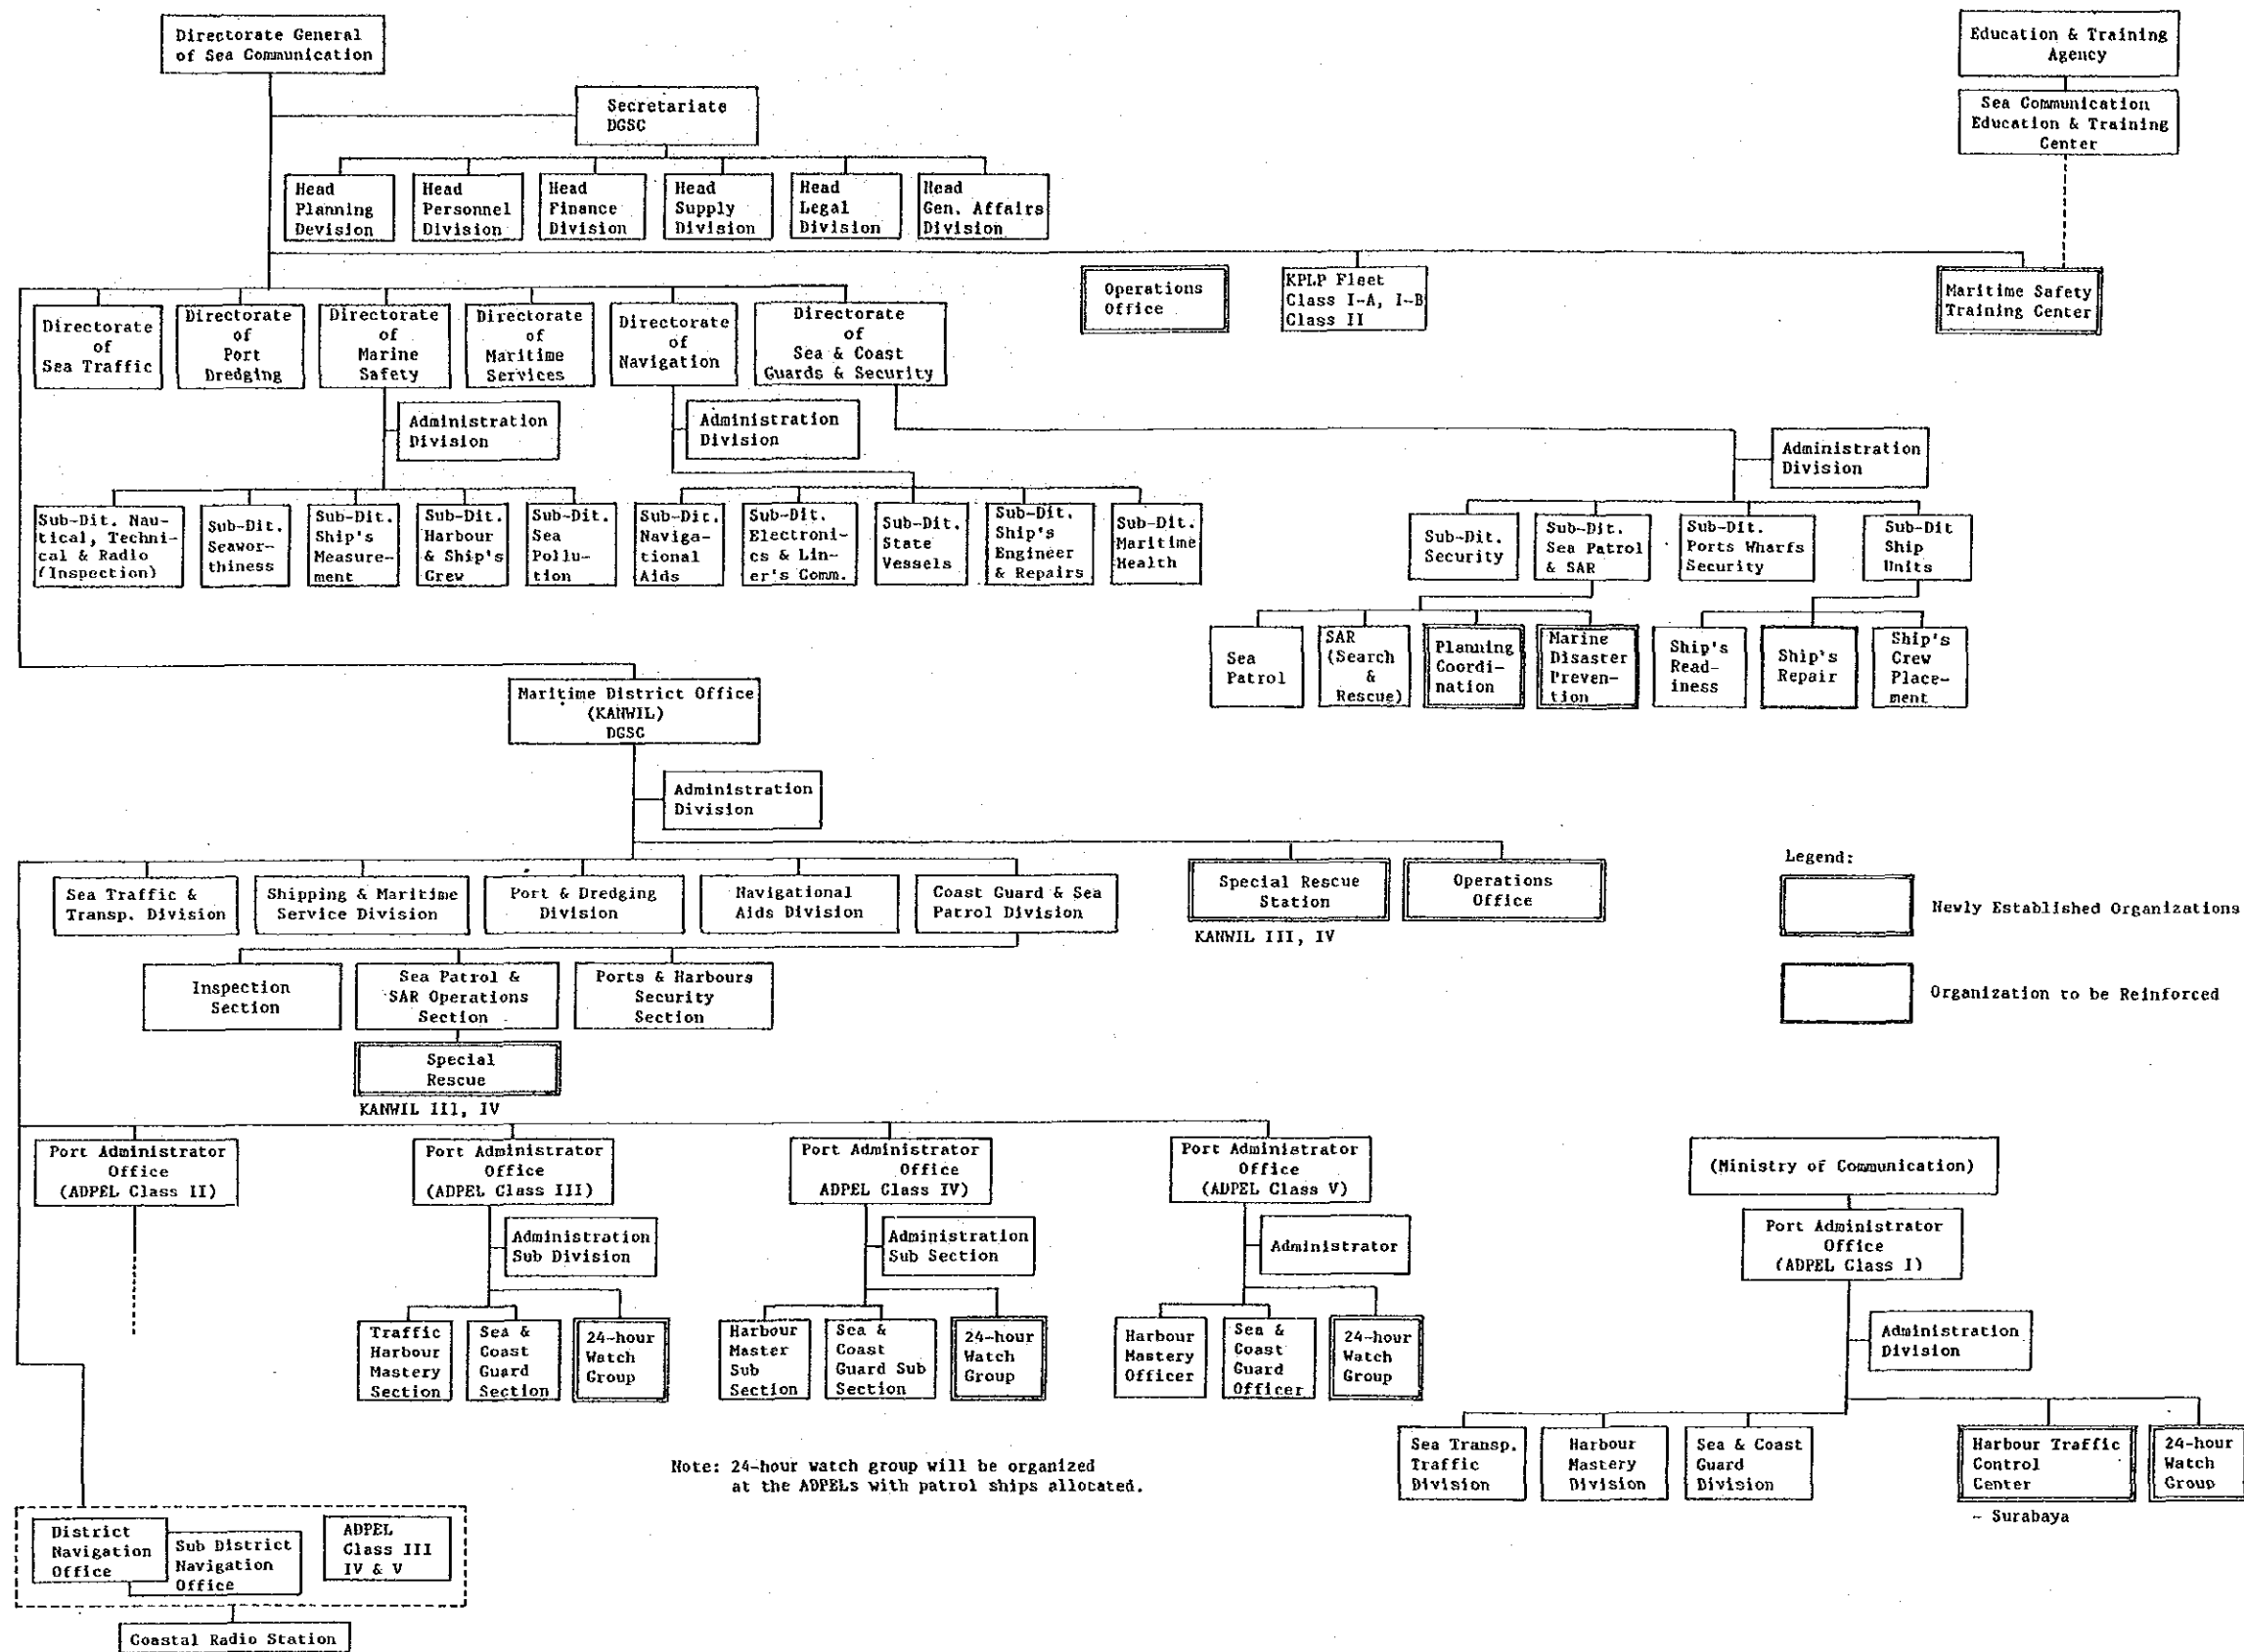 Directorate General
of Sea Communication
Education & Training
Agency
Secretariate
DGSC
Sea Communication
Education & Training
Center
Head
Planning
Devision
Head
Personnel
Division
Head
Finance
Division
Head
Supply
Division
Head
Legal
Division
Head
Gen. Affairs
Division
Directorate
of
Sea Traffic
Directorate
of
Port
Dredging
Directorate
of
Marine
Safety
Directorate
of
Maritime
Services
Directorate
of
Navigation
Directorate
of
Sea & Coast
Guards & Security
Operations
Office
KPLP Fleet
Class I-A, I-B
Class II
Maritime Safety
Training Center
Administration
Division
Administration
Division
Administration
Division
Sub-Dit. Nau-
tical, Techni-
cal & Radio
(Inspection)
Sub-Dit.
Seawor-
thiness
Sub-Dit.
Ship's
Measure-
ment
Sub-Dit.
Harbour
& Ship's
Crew
Sub-Dit.
Sea
Pollu-
tion
Sub-Dit.
Naviga-
tional
Aids
Sub-Dit.
Electroni-
cs & Lin-
er's Comm.
Sub-Dit.
State
Vessels
Sub-Dit.
Ship's
Engineer
& Repairs
Sub-Dit.
Maritime
Health
Sub-Dit.
Security
Sub-Dit.
Sea Patrol
& SAR
Sub-Dit.
Ports Wharfs
Security
Sub-Dit
Ship
Units
Sea
Patrol
SAR
(Search
&
Rescue)
Planning
Coordi-
nation
Marine
Disaster
Preven-
tion
Ship's
Read-
iness
Ship's
Repair
Ship's
Crew
Place-
ment
Maritime District Office
(KANWIL)
DGSC
Administration
Division
Sea Traffic &
Transp. Division
Shipping & Maritime
Service Division
Port & Dredging
Division
Navigational
Aids Division
Coast Guard & Sea
Patrol Division
Special Rescue
Station
KANWIL III, IV
Operations
Office
Legend:
Newly Established Organizations
Organization to be Reinforced
Inspection
Section
Sea Patrol &
SAR Operations
Section
Ports & Harbours
Security
Section
Special
Rescue
KANWIL III, IV
Port Administrator
Office
(ADPEL Class II)
Port Administrator
Office
(ADPEL Class III)
Port Administrator
Office
ADPEL Class IV)
Port Administrator
Office
(ADPEL Class V)
(Ministry of Communication)
Port Administrator
Office
(ADPEL Class I)
Administration
Sub Division
Administration
Sub Section
Administrator
Administration
Division
Traffic
Harbour
Mastery
Section
Sea &
Coast
Guard
Section
24-hour
Watch
Group
Harbour
Master
Sub
Section
Sea &
Coast
Guard Sub
Section
24-hour
Watch
Group
Harbour
Mastery
Officer
Sea &
Coast
Guard
Officer
24-hour
Watch
Group
Sea Transp.
Traffic
Division
Harbour
Mastery
Division
Sea & Coast
Guard
Division
Harbour Traffic
Control
Center
- Surabaya
24-hour
Watch
Group
Note: 24-hour watch group will be organized
at the ADPELs with patrol ships allocated.
District
Navigation
Office
Sub District
Navigation
Office
ADPEL
Class III
IV & V
Coastal Radio Station